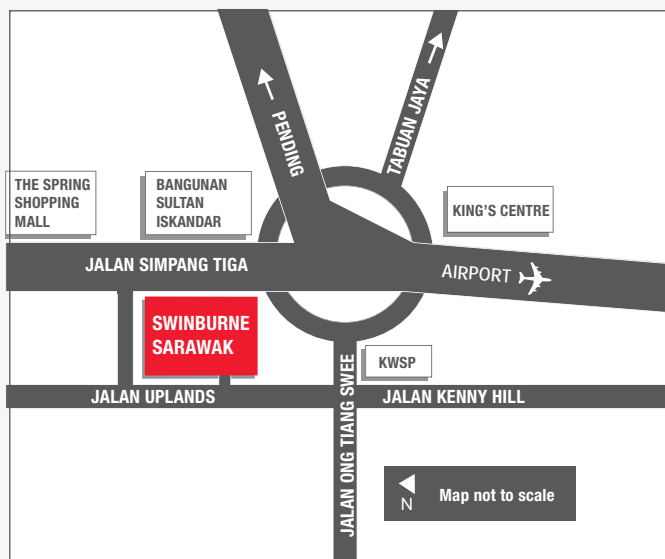 PENDING
TABUAN JAYA
THE SPRING
SHOPPING
MALL
BANGUNAN
SULTAN
ISKANDAR
KING'S CENTRE
JALAN SIMPANG TIGA
AIRPORT
SWINBURNE
SARAWAK
KWSP
JALAN UPLANDS
JALAN ONG TIANG SWEE
JALAN KENNY HILL
N
Map not to scale